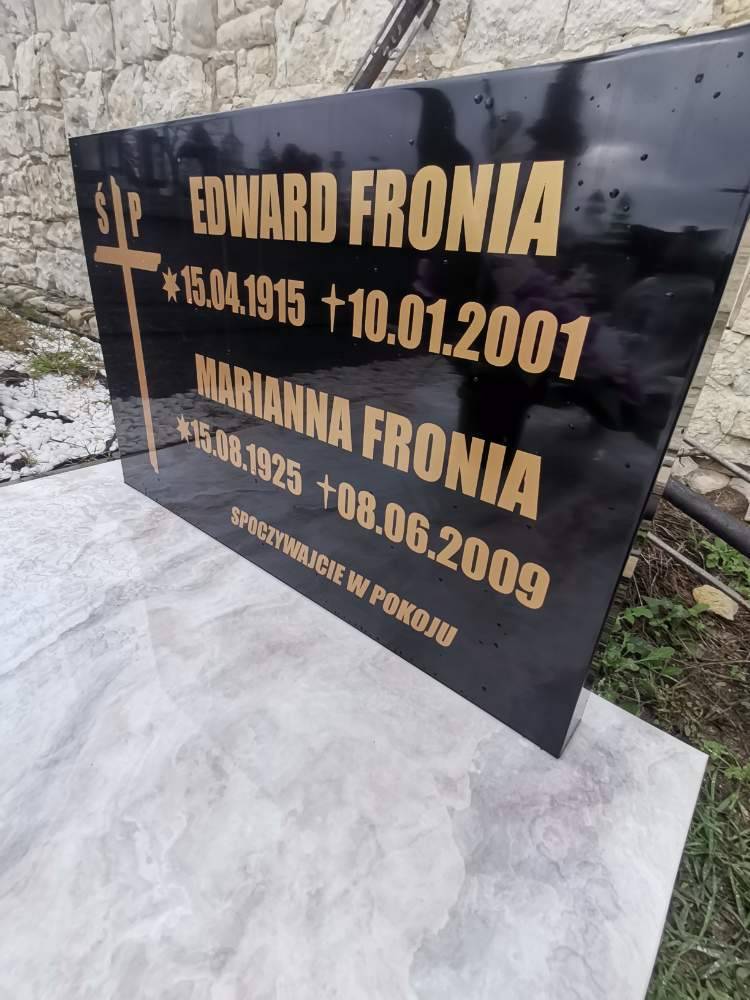 Ś P
EDWARD FRONIA
*15.04.1915 †10.01.2001
MARIANNA FRONIA
*15.08.1925 †08.06.2009
SPOCZYWAJCIE W POKOJU